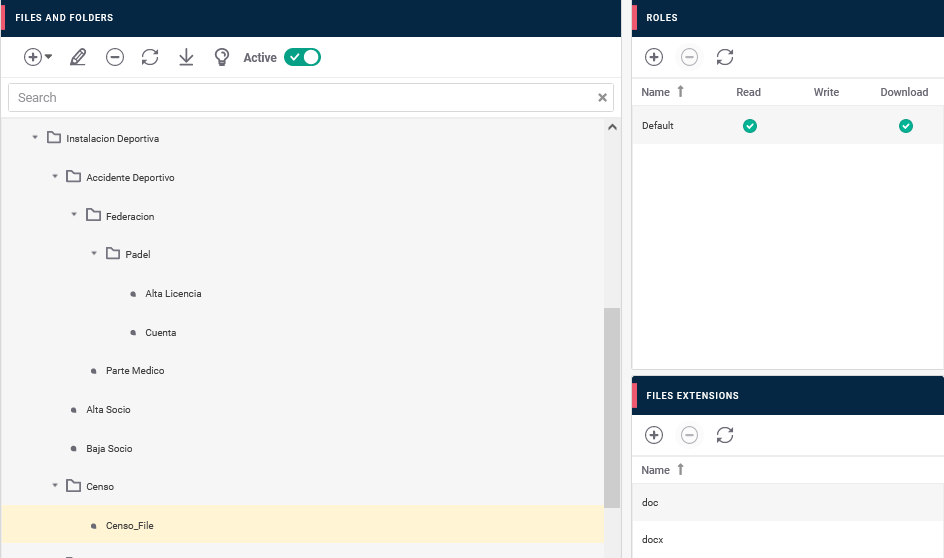 FILES AND FOLDERS
Active
Search
Instalacion Deportiva
Accidente Deportivo
Federacion
Padel
Alta Licencia
Cuenta
Parte Medico
Alta Socio
Baja Socio
Censo
Censo_File
ROLES
Name Read Write Download
Default
FILES EXTENSIONS
Name
doc
docx